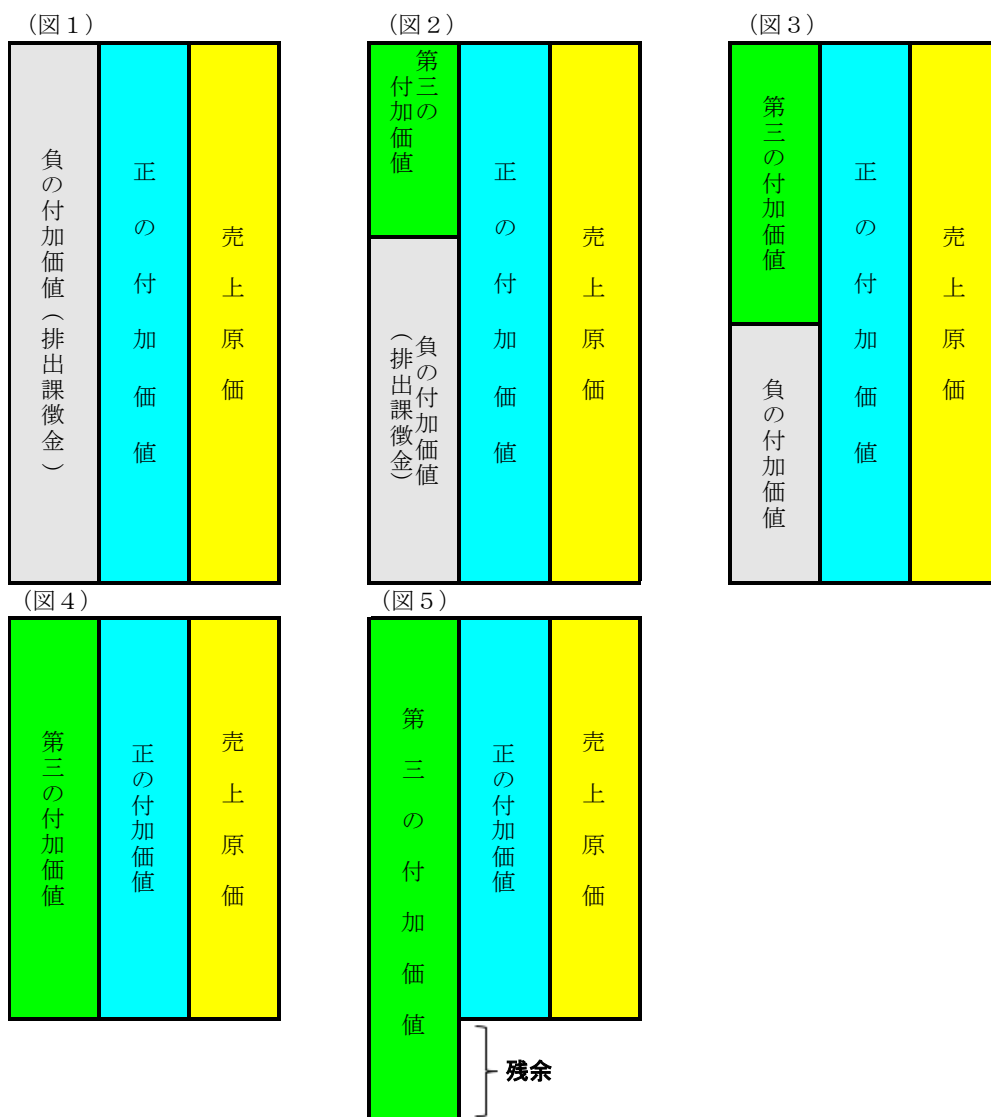 (図1)
負の付加価値(排出課徴金)
正の付加価値
売上原価
(図2)
第三の
付加価値
負の付加価値
(排出課徴金)
正の付加価値
売上原価
(図3)
第三の付加価値
負の付加価値
正の付加価値
売上原価
(図4)
第三の付加価値
正の付加価値
売上原価
(図5)
第三の付加価値
正の付加価値
売上原価
残余